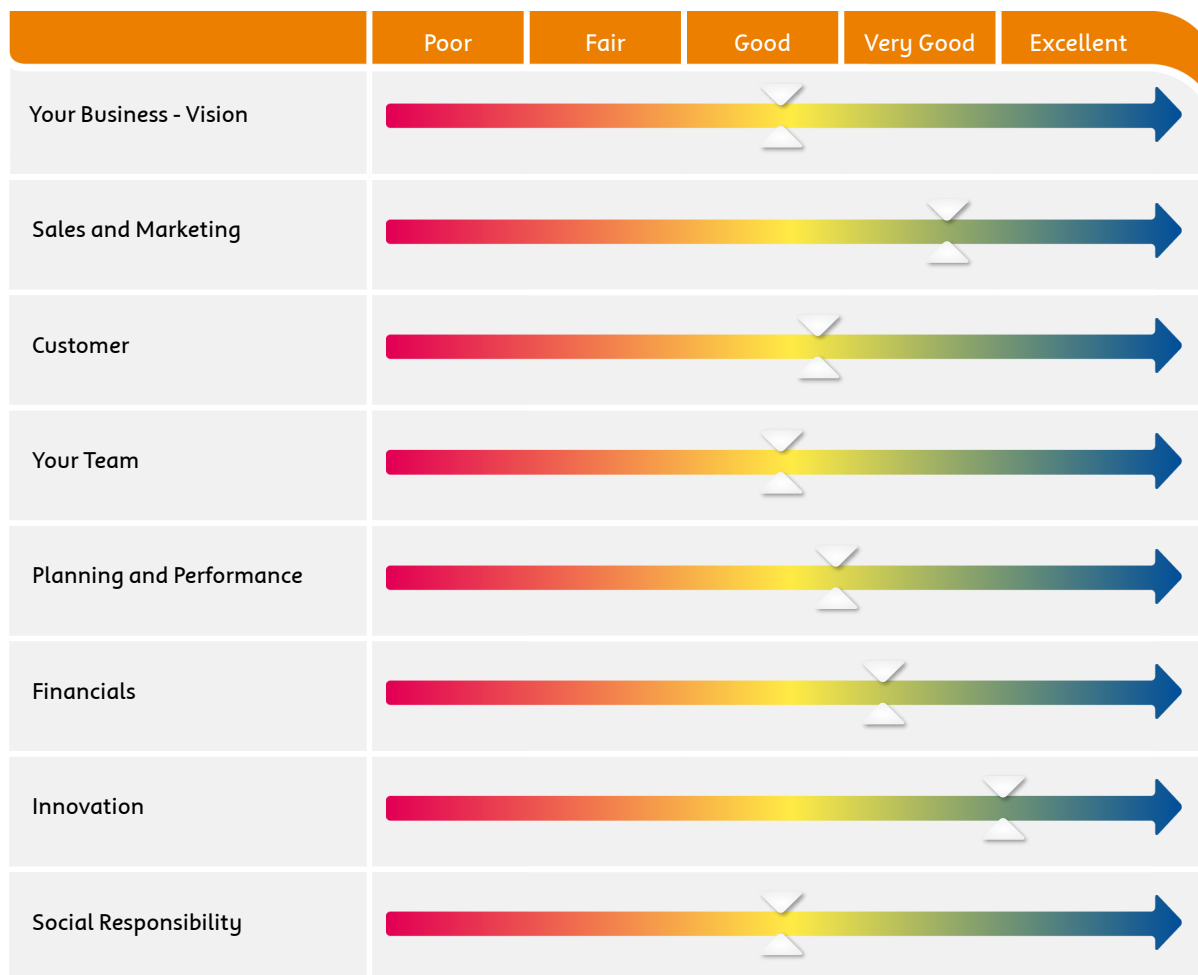 Poor Fair Good Very Good Excellent
Your Business - Vision
Sales and Marketing
Customer
Your Team
Planning and Performance
Financials
Innovation
Social Responsibility